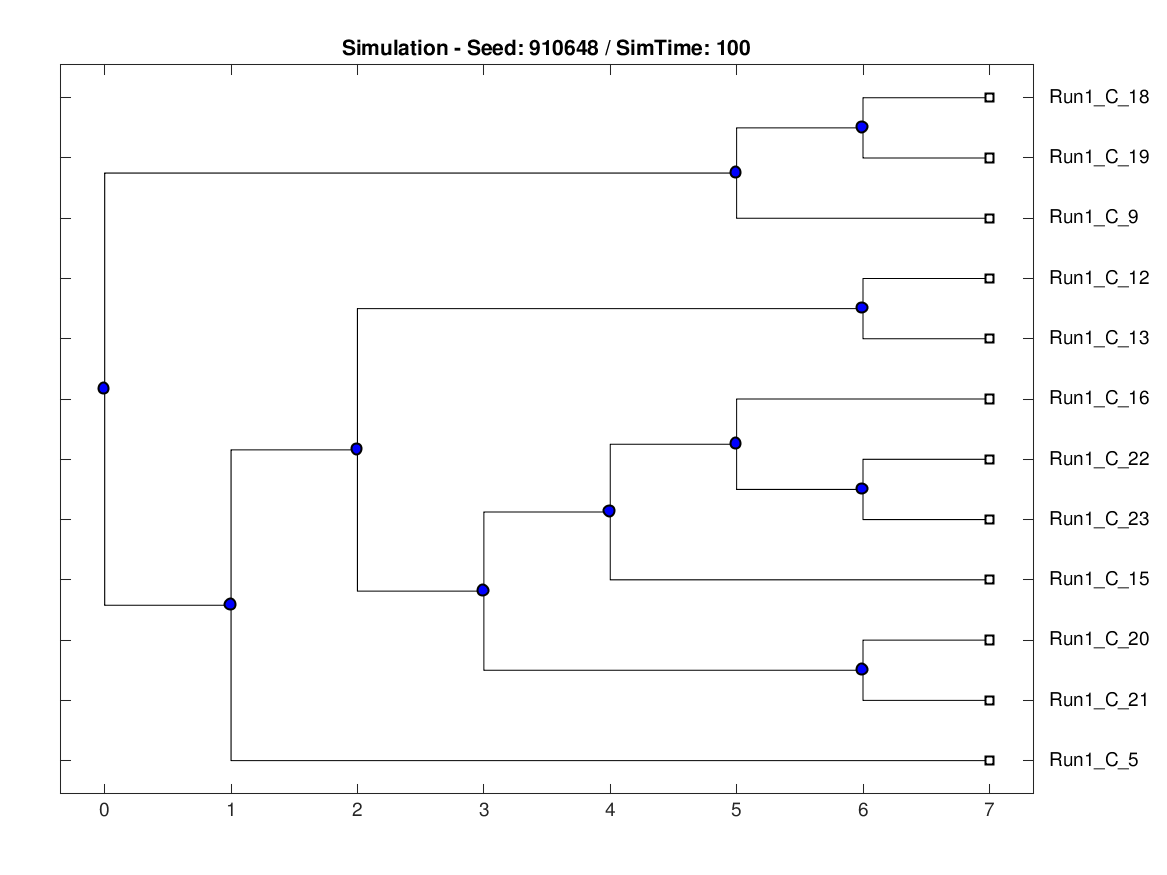 Simulation - Seed: 910648 / SimTime: 100
Run1_C_18
Run1_C_19
Run1_C_9
Run1_C_12
Run1_C_13
Run1_C_16
Run1_C_22
Run1_C_23
Run1_C_15
Run1_C_20
Run1_C_21
Run1_C_5
0 1 2 3 4 5 6 7